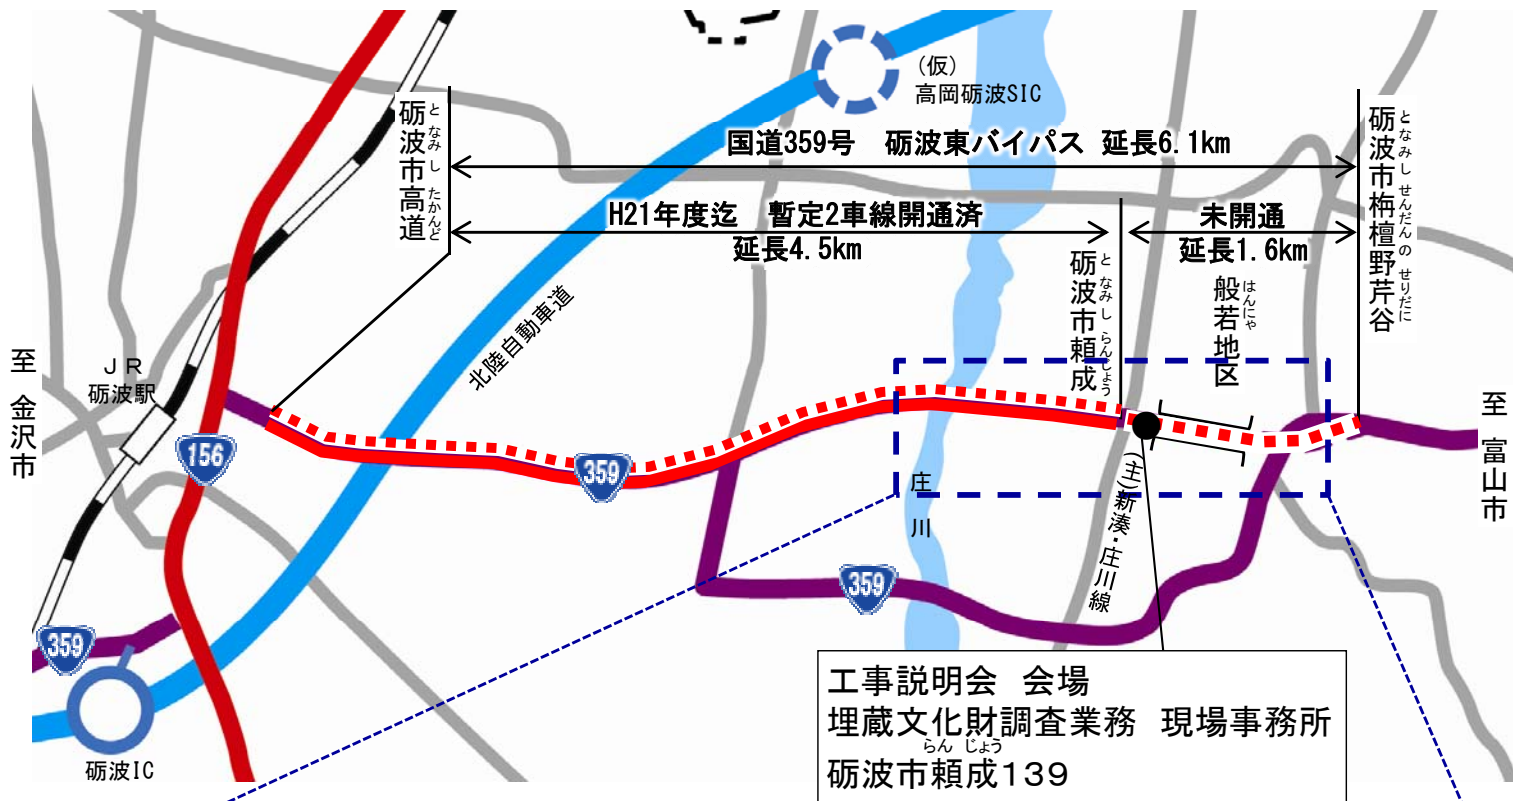 (仮)
高岡砺波SIC
国道359号　砺波東バイパス 延長6.1km
砺波市高道
となみし たかんど
H21年度迄　暫定2車線開通済
延長4.5km
未開通
延長1.6km
砺波市頼成
となみし らんじょう
般若地区
はんにゃ
砺波市栴檀野芹谷
となみし せんだんの せりだに
北陸自動車道
至 金沢市
JR
砺波駅
156
359
庄川
(主)新湊・庄川線
至 富山市
359
359
砺波IC
工事説明会　会場
埋蔵文化財調査業務　現場事務所
らん じょう
砺波市頼成139